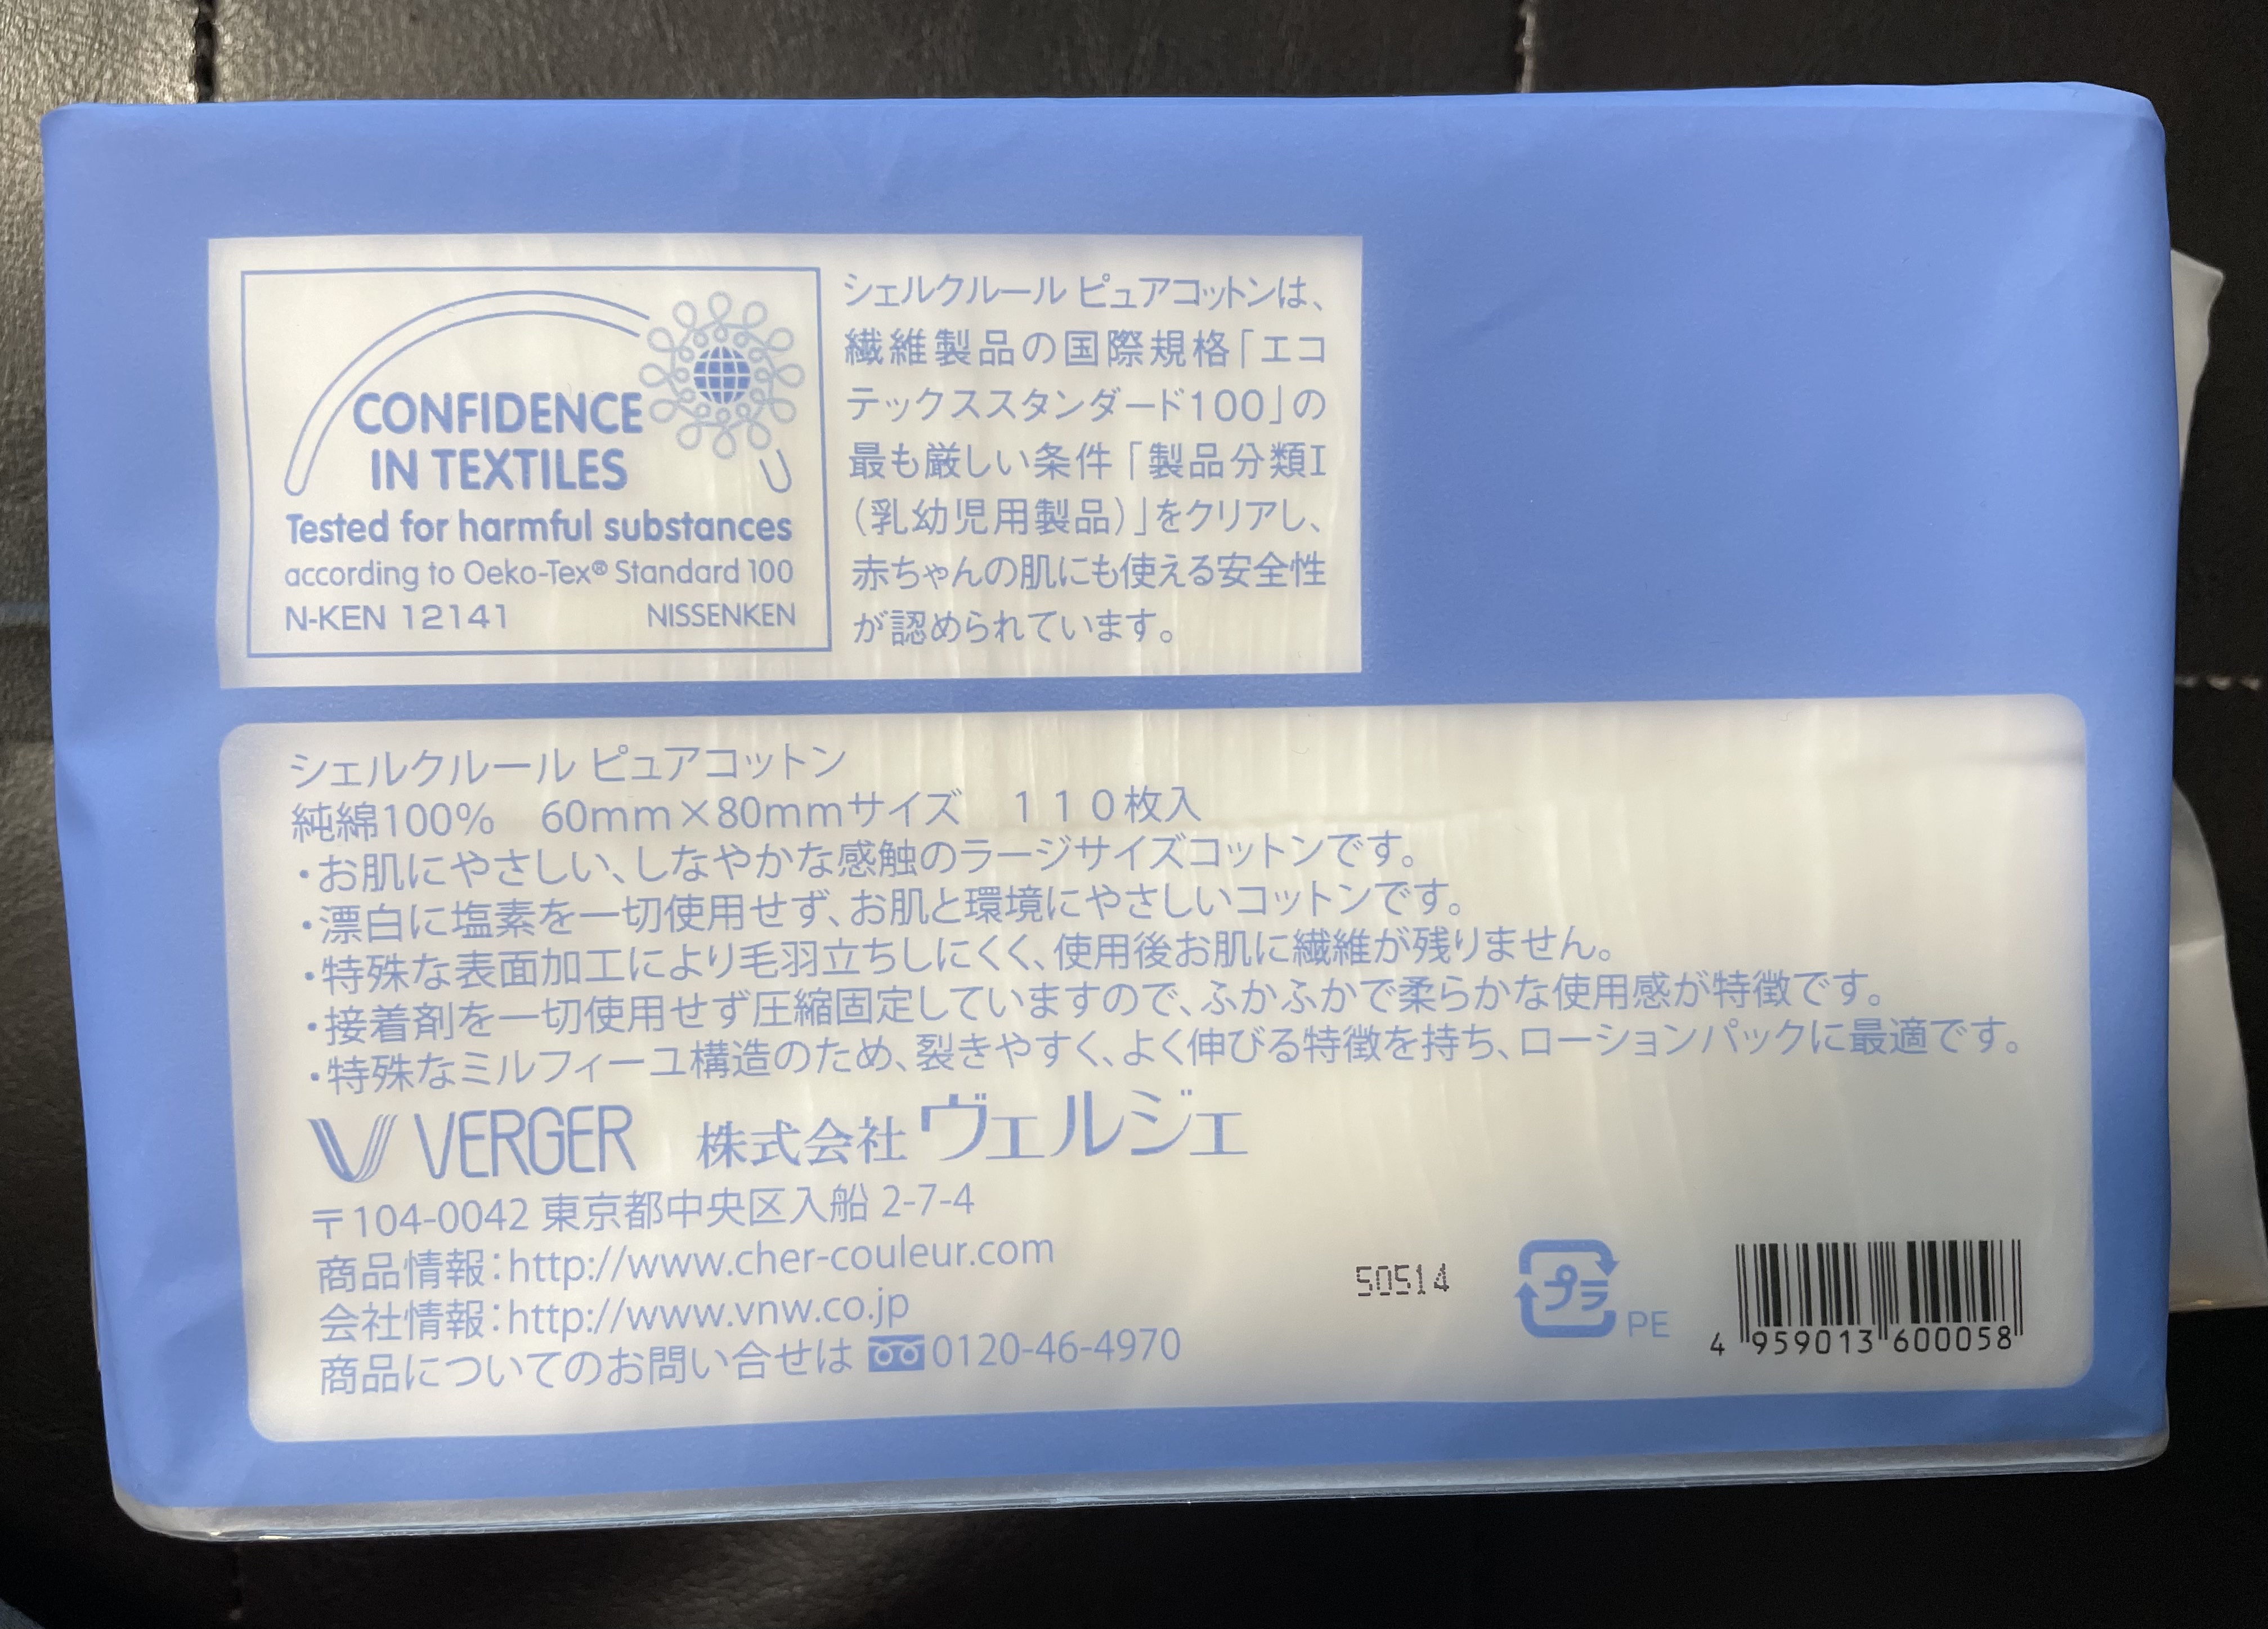 CONFIDENCE
IN TEXTILES
Tested for harmful substances
according to Oeko-Tex® Standard 100
N-KEN 12141 NISSENKEN
シェルクルール ピュアコットンは、
繊維製品の国際規格「エコ
テックススタンダード100」の
最も厳しい条件「製品分類I
(乳幼児用製品)」をクリアし、
赤ちゃんの肌にも使える安全性
が認められています。
シェルクルール ピュアコットン
純綿100% 60mm×80mmサイズ 110枚入
・お肌にやさしい、しなやかな感触のラージサイズコットンです。
・漂白に塩素を一切使用せず、お肌と環境にやさしいコットンです。
・特殊な表面加工により毛羽立ちしにくく、使用後お肌に繊維が残りません。
・接着剤を一切使用せず圧縮固定していますので、ふかふかで柔らかな使用感が特徴です。
・特殊なミルフィーユ構造のため、裂きやすく、よく伸びる特徴を持ち、ローションパックに最適です。
VERGER 株式会社ヴェルジェ
〒104-0042 東京都中央区入船 2-7-4
商品情報:http://www.cher-couleur.com
会社情報:http://www.vnw.co.jp
商品についてのお問い合せは 0120-46-4970
50514
プラ
PE
4 959013 600058